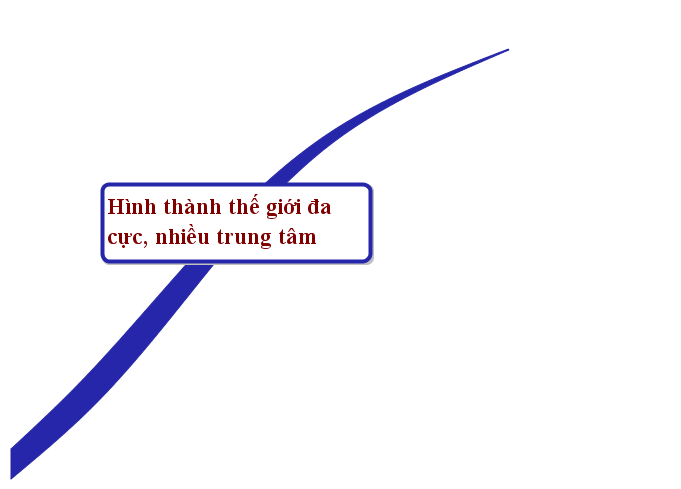 Hình thành thế giới đa
cực, nhiều trung tâm